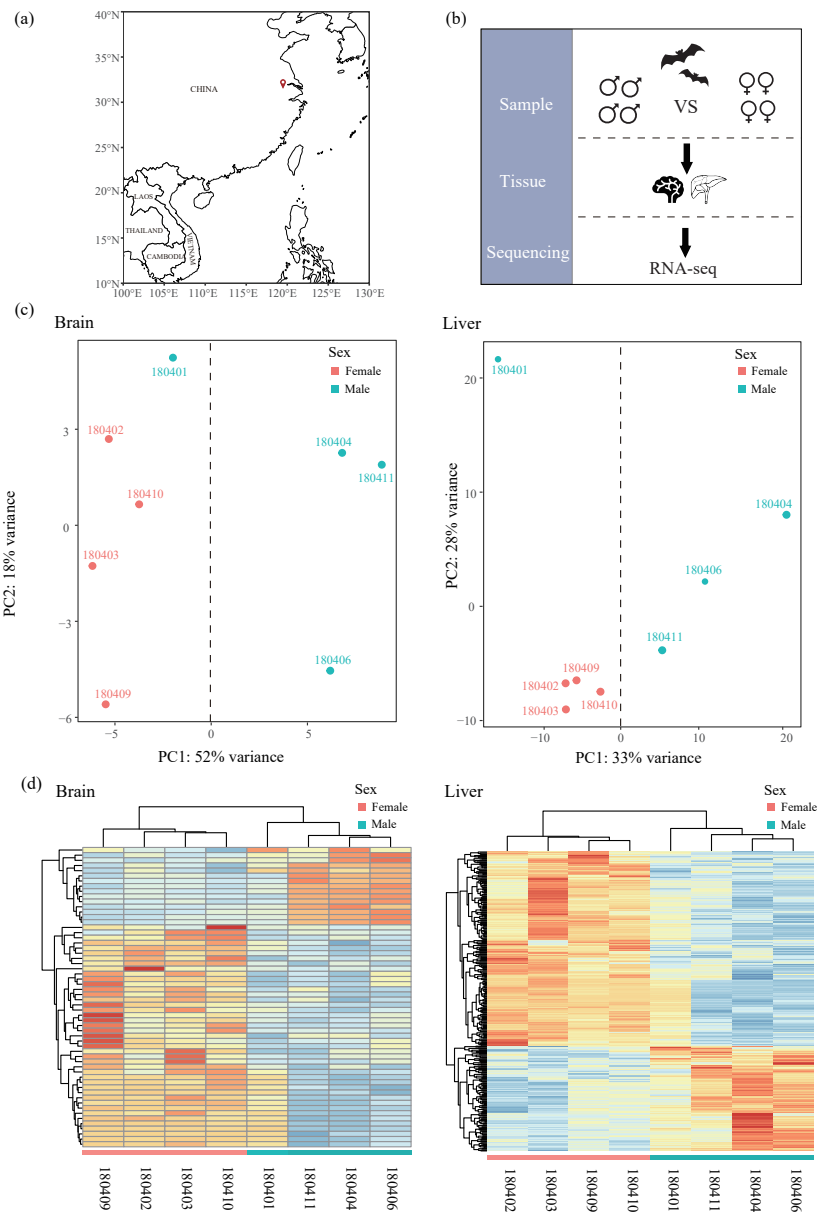 (a)
40°N
35°N
30°N
25°N
20°N
15°N
10°N
100°E
105°E
110°E
115°E
120°E
125°E
130°E
CHINA
LAOS
THAILAND
CAMBODIA
VIETNAM
(b)
Sample
VS
Tissue
Sequencing
RNA-seq
(c)
Brain
Sex
Female
Male
180401
180402
180404
180411
180410
180403
180406
180409
3
0
−3
−6
−5
0
5
PC2: 18% variance
PC1: 52% variance
Liver
Sex
Female
Male
180401
180404
180406
180411
180409
180402
180410
180403
20
10
0
−10
−10
0
10
20
PC2: 28% variance
PC1: 33% variance
(d)
Brain
Sex
Female
Male
180409
180402
180403
180410
180401
180411
180404
180406
Liver
Sex
Female
Male
180402
180403
180409
180410
180401
180411
180404
180406